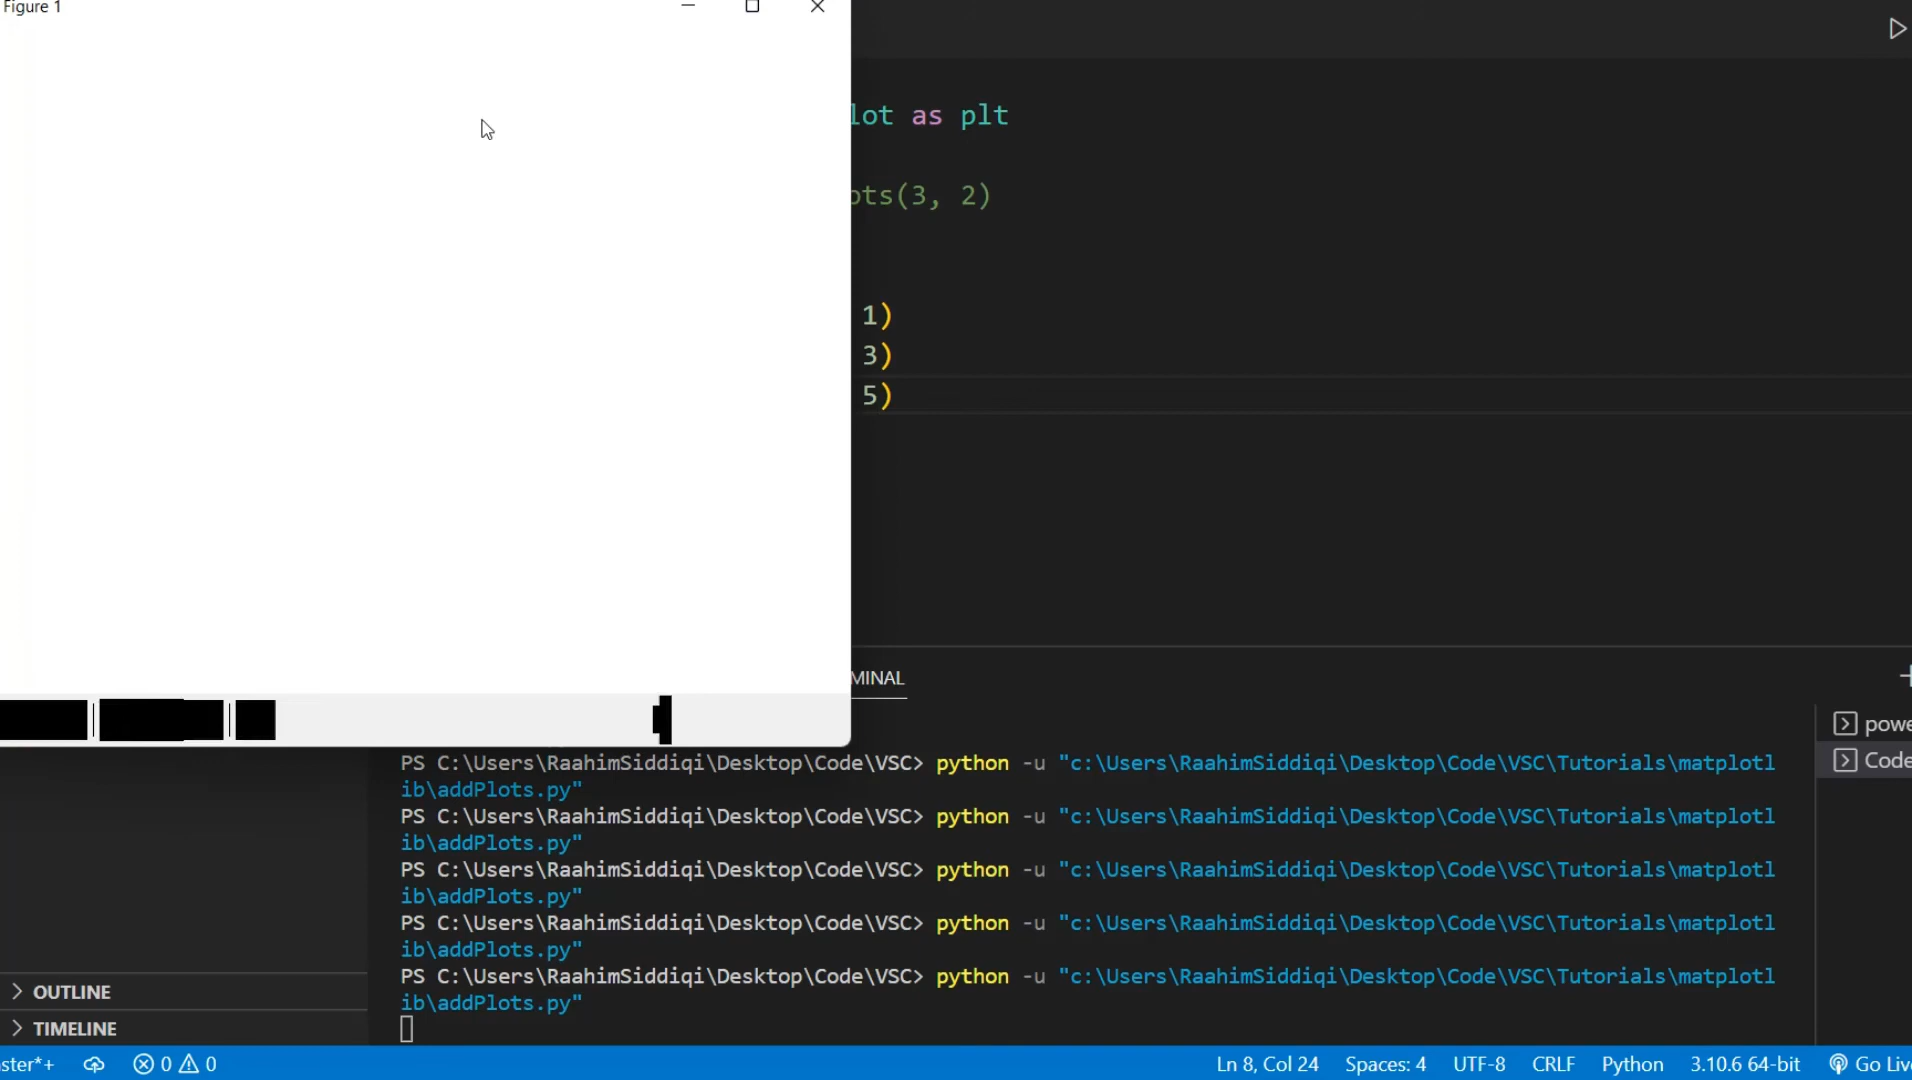 Figure 1
lot as plt
ots(3, 2)
1)
3)
5)
MINAL
powe
Code
PS C:\Users\RaahimSiddiqi\Desktop\Code\VSC> python -u "c:\Users\RaahimSiddiqi\Desktop\Code\VSC\Tutorials\matplotl
ib\addPlots.py"
PS C:\Users\RaahimSiddiqi\Desktop\Code\VSC> python -u "c:\Users\RaahimSiddiqi\Desktop\Code\VSC\Tutorials\matplotl
ib\addPlots.py"
PS C:\Users\RaahimSiddiqi\Desktop\Code\VSC> python -u "c:\Users\RaahimSiddiqi\Desktop\Code\VSC\Tutorials\matplotl
ib\addPlots.py"
PS C:\Users\RaahimSiddiqi\Desktop\Code\VSC> python -u "c:\Users\RaahimSiddiqi\Desktop\Code\VSC\Tutorials\matplotl
ib\addPlots.py"
PS C:\Users\RaahimSiddiqi\Desktop\Code\VSC> python -u "c:\Users\RaahimSiddiqi\Desktop\Code\VSC\Tutorials\matplotl
ib\addPlots.py"
OUTLINE
TIMELINE
ster*+ 0 0 Ln 8, Col 24 Spaces: 4 UTF-8 CRLF Python 3.10.6 64-bit Go Liv